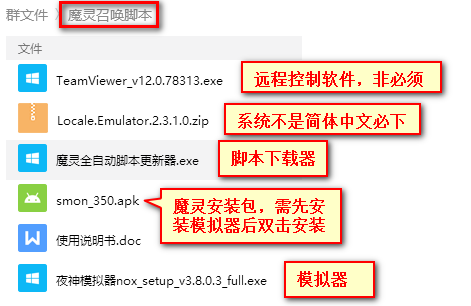 群文件 〉魔灵召唤脚本
文件
TeamViewer_v12.0.78313.exe
远程控制软件，非必须
Locale.Emulator.2.3.1.0.zip
系统不是简体中文必下
魔灵全自动脚本更新器.exe
脚本下载器
smon_350.apk
魔灵安装包，需先安
装模拟器后双击安装
使用说明书.doc
夜神模拟器nox_setup_v3.8.0.3_full.exe
模拟器